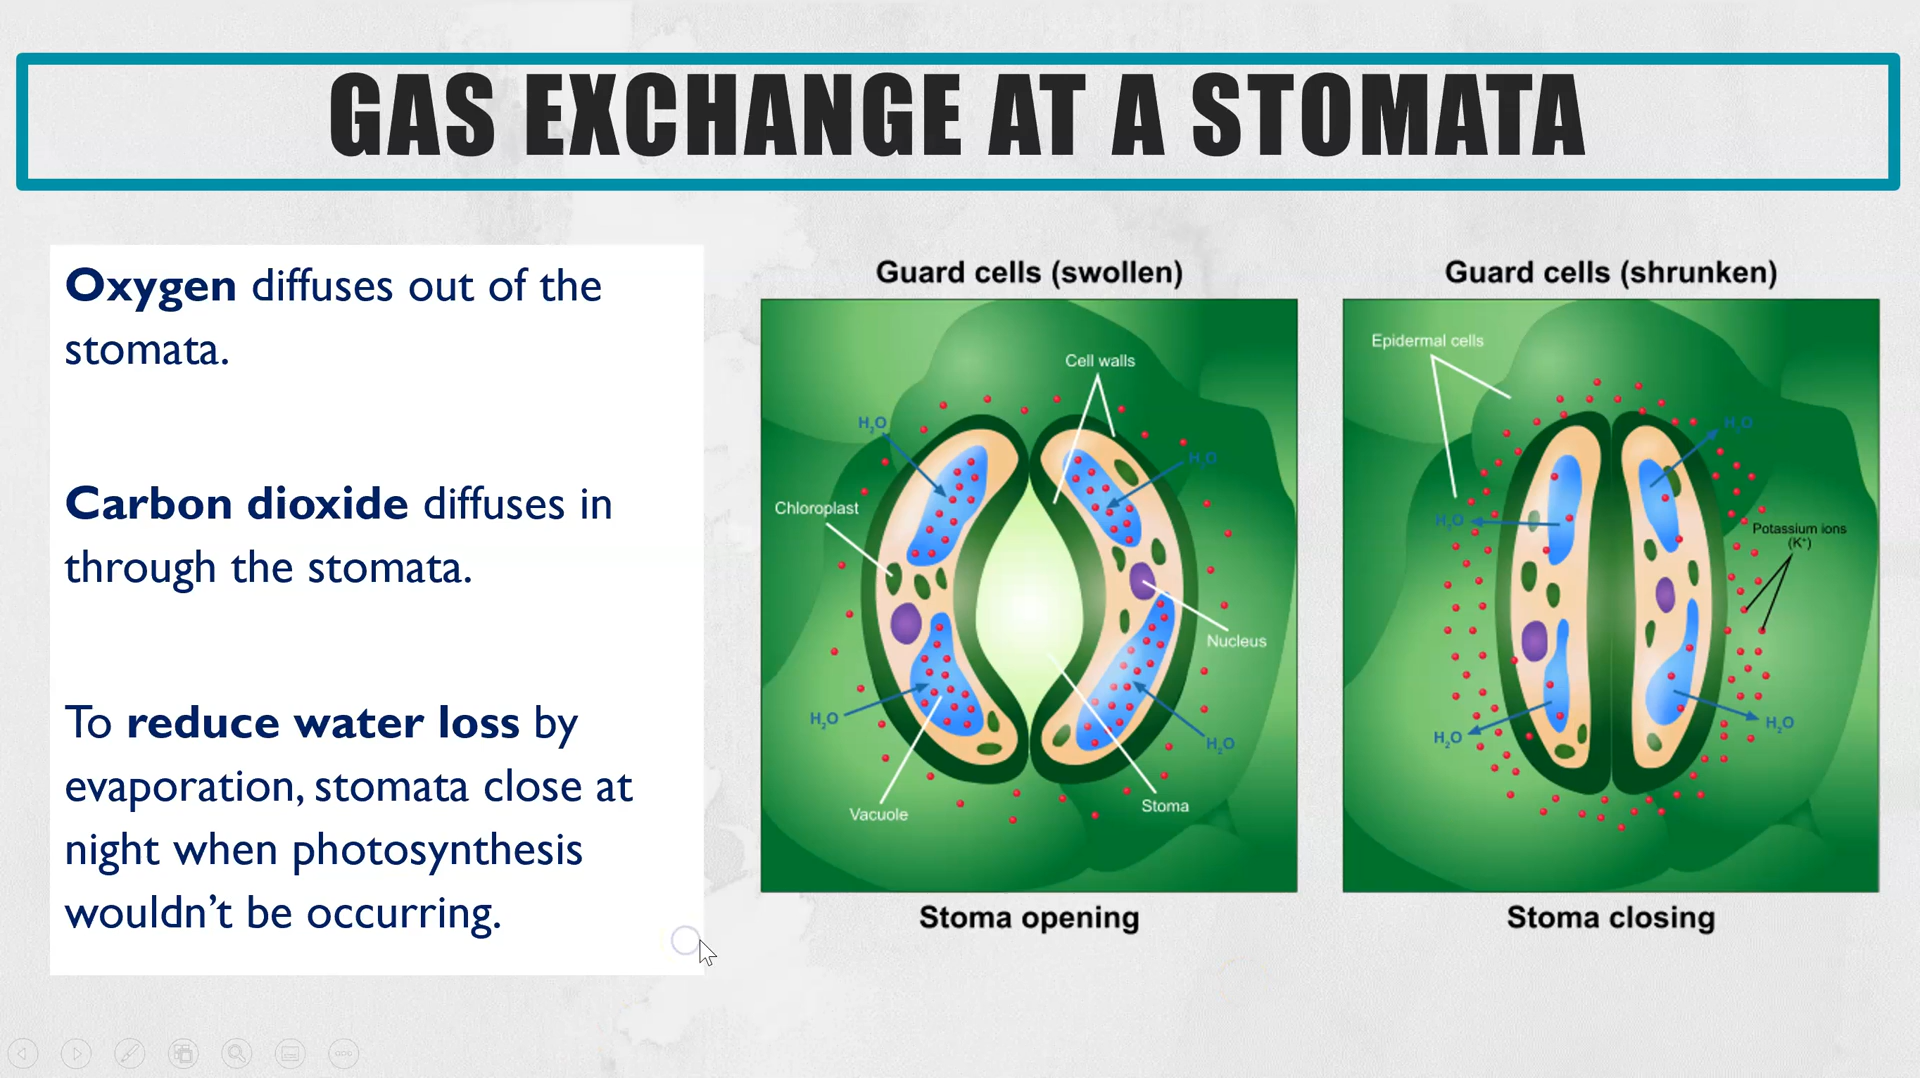 GAS EXCHANGE AT A STOMATA
Oxygen diffuses out of the
stomata.
Carbon dioxide diffuses in
through the stomata.
To reduce water loss by
evaporation, stomata close at
night when photosynthesis
wouldn’t be occurring.
Guard cells (swollen)
Cell walls
H₂O
H₂O
Chloroplast
Nucleus
H₂O
H₂O
Vacuole
Stoma
Stoma opening
Guard cells (shrunken)
Epidermal cells
H₂O
H₂O
Potassium ions
(K⁺)
H₂O
H₂O
Stoma closing